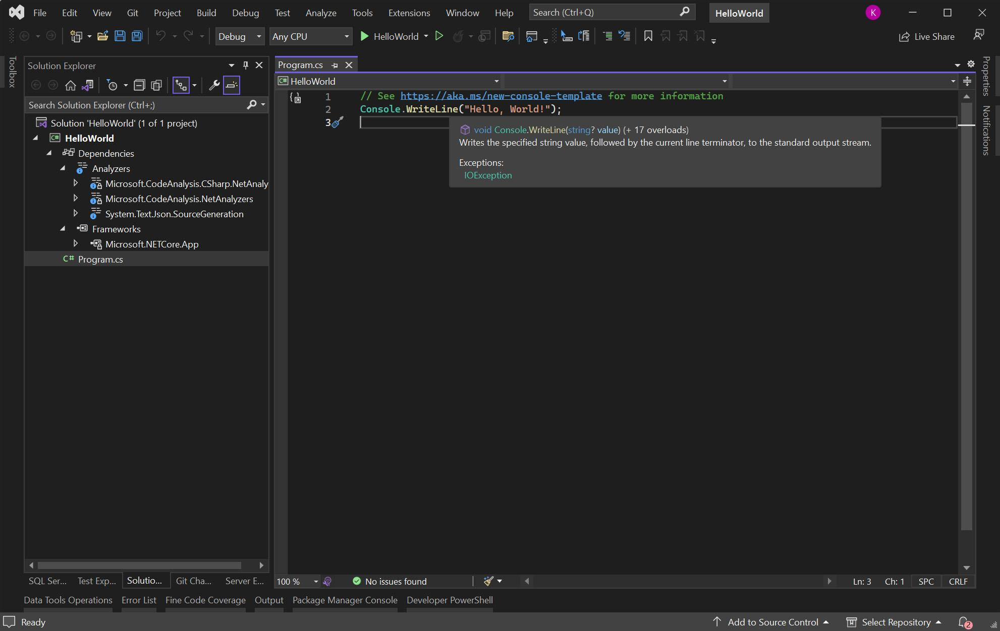 File Edit View Git Project Build Debug Test Analyze Tools Extensions Window Help Search (Ctrl+Q) HelloWorld K
Debug Any CPU HelloWorld Live Share
Toolbox
Solution Explorer
Search Solution Explorer (Ctrl+;)
Solution 'HelloWorld' (1 of 1 project)
C# HelloWorld
Dependencies
Analyzers
Microsoft.CodeAnalysis.CSharp.NetAnaly
Microsoft.CodeAnalysis.NetAnalyzers
System.Text.Json.SourceGeneration
Frameworks
Microsoft.NETCore.App
C# Program.cs
SQL Ser... Test Exp... Solutio... Git Cha... Server E...
Program.cs
C# HelloWorld
1 // See https://aka.ms/new-console-template for more information
2 Console.WriteLine("Hello, World!");
3
void Console.WriteLine(string? value) (+ 17 overloads)
Writes the specified string value, followed by the current line terminator, to the standard output stream.
Exceptions:
IOException
100 % No issues found Ln: 3 Ch: 1 SPC CRLF
Properties
Notifications
Data Tools Operations Error List Fine Code Coverage Output Package Manager Console Developer PowerShell
Ready Add to Source Control Select Repository 2